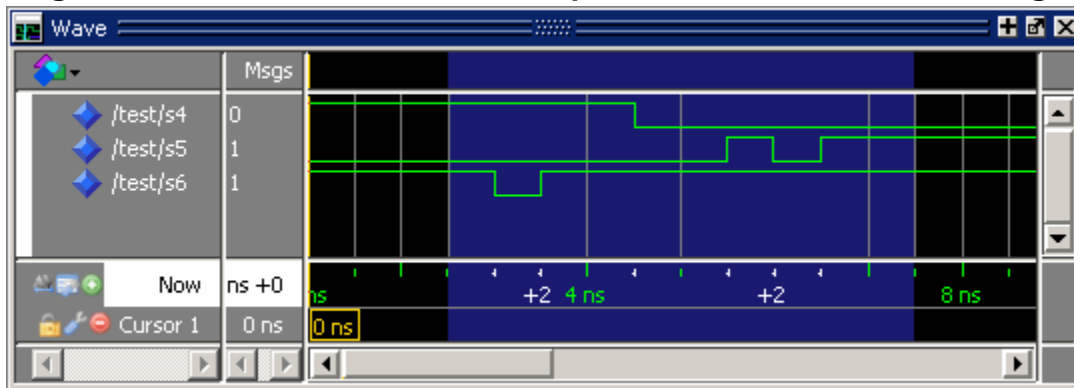 Wave
Msgs
/test/s4 0
/test/s5 1
/test/s6 1
Now ns +0 ns +2 4 ns +2 8 ns
Cursor 1 0 ns 0 ns